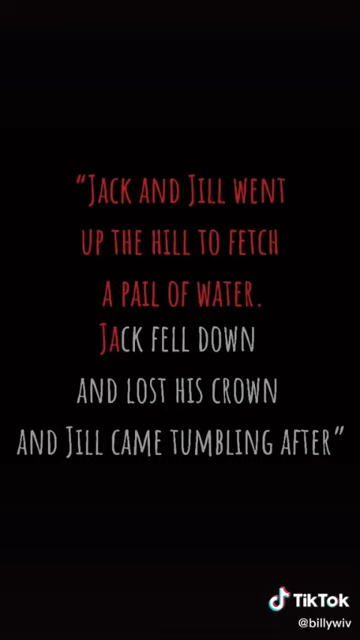 “Jack and Jill went
up the hill to fetch
a pail of water.
Jack fell down
and lost his crown
and Jill came tumbling after”
TikTok
@billywiv